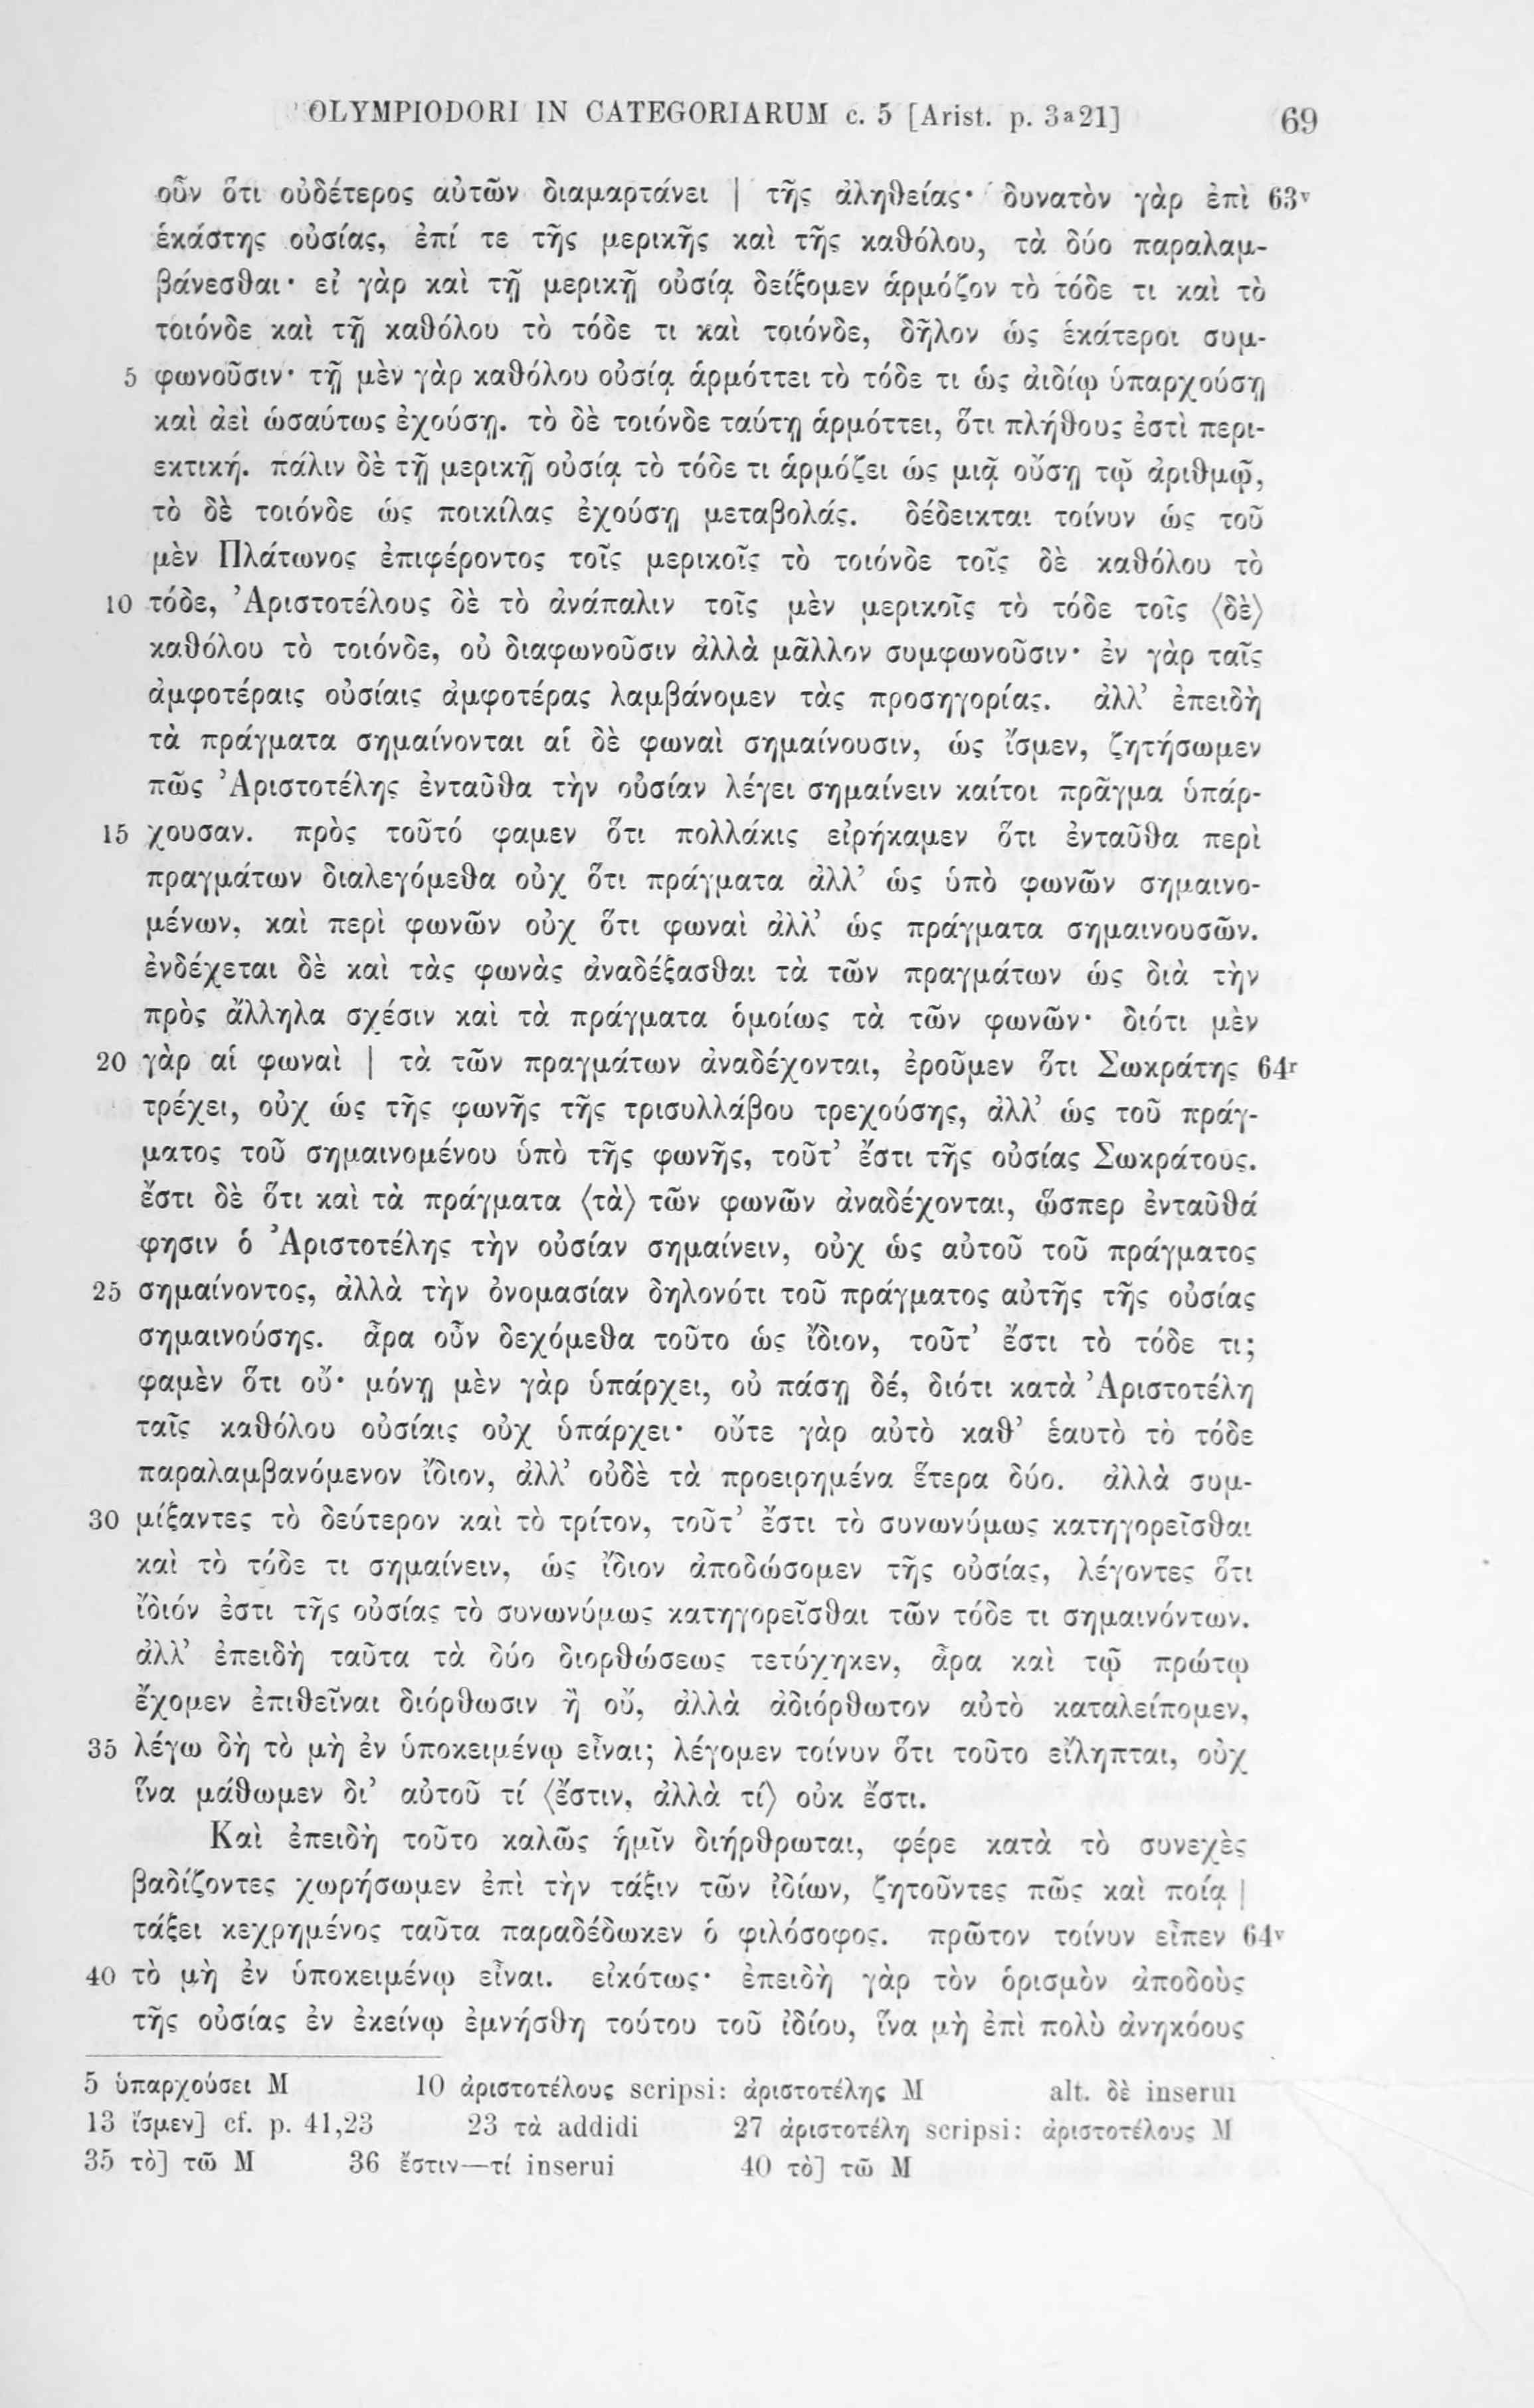 OLYMPIODORI IN CATEGORIARUM c. 5 [Arist. p. 3a21] 69
οὖν ὅτι οὐδέτερος αὐτῶν διαμαρτάνει | τῆς ἀληθείας· δυνατὸν γὰρ ἐπὶ 63v
ἑκάστης οὐσίας, ἐπί τε τῆς μερικῆς καὶ τῆς καθόλου, τὰ δύο παραλαμ-
βάνεσθαι· εἰ γὰρ καὶ τῇ μερικῇ οὐσίᾳ δείξομεν ἁρμόζον τὸ τόδε τι καὶ τὸ
τοιόνδε καὶ τῇ καθόλου τὸ τόδε τι καὶ τοιόνδε, δῆλον ὡς ἑκάτεροι συμ-
5 φωνοῦσιν· τῇ μὲν γὰρ καθόλου οὐσίᾳ ἁρμόττει τὸ τόδε τι ὡς ἀιδίῳ ὑπαρχούσῃ
καὶ ἀεὶ ὡσαύτως ἐχούσῃ. τὸ δὲ τοιόνδε ταύτῃ ἁρμόττει, ὅτι πλήθους ἐστὶ περι-
εκτική. πάλιν δὲ τῇ μερικῇ οὐσίᾳ τὸ τόδε τι ἁρμόζει ὡς μιᾷ οὔσῃ τῷ ἀριθμῷ,
τὸ δὲ τοιόνδε ὡς ποικίλας ἐχούσῃ μεταβολάς. δέδεικται τοίνυν ὡς τοῦ
μὲν Πλάτωνος ἐπιφέροντος τοῖς μερικοῖς τὸ τοιόνδε τοῖς δὲ καθόλου τὸ
10 τόδε, Ἀριστοτέλους δὲ τὸ ἀνάπαλιν τοῖς μὲν μερικοῖς τὸ τόδε τοῖς ⟨δὲ⟩
καθόλου τὸ τοιόνδε, οὐ διαφωνοῦσιν ἀλλὰ μᾶλλον συμφωνοῦσιν· ἐν γὰρ ταῖς
ἀμφοτέραις οὐσίαις ἀμφοτέρας λαμβάνομεν τὰς προσηγορίας. ἀλλ’ ἐπειδὴ
τὰ πράγματα σημαίνονται αἱ δὲ φωναὶ σημαίνουσιν, ὡς ἴσμεν, ζητήσωμεν
πῶς Ἀριστοτέλης ἐνταῦθα τὴν οὐσίαν λέγει σημαίνειν καίτοι πρᾶγμα ὑπάρ-
15 χουσαν. πρὸς τοῦτό φαμεν ὅτι πολλάκις εἰρήκαμεν ὅτι ἐνταῦθα περὶ
πραγμάτων διαλεγόμεθα οὐχ ὅτι πράγματα ἀλλ’ ὡς ὑπὸ φωνῶν σημαινο-
μένων, καὶ περὶ φωνῶν οὐχ ὅτι φωναὶ ἀλλ’ ὡς πράγματα σημαινουσῶν.
ἐνδέχεται δὲ καὶ τὰς φωνὰς ἀναδέξασθαι τὰ τῶν πραγμάτων ὡς διὰ τὴν
πρὸς ἄλληλα σχέσιν καὶ τὰ πράγματα ὁμοίως τὰ τῶν φωνῶν· διότι μὲν
20 γὰρ αἱ φωναὶ | τὰ τῶν πραγμάτων ἀναδέχονται, ἐροῦμεν ὅτι Σωκράτης 64r
τρέχει, οὐχ ὡς τῆς φωνῆς τῆς τρισυλλάβου τρεχούσης, ἀλλ’ ὡς τοῦ πράγ-
ματος τοῦ σημαινομένου ὑπὸ τῆς φωνῆς, τοῦτ’ ἔστι τῆς οὐσίας Σωκράτους.
ἔστι δὲ ὅτι καὶ τὰ πράγματα ⟨τὰ⟩ τῶν φωνῶν ἀναδέχονται, ὥσπερ ἐνταῦθά
φησιν ὁ Ἀριστοτέλης τὴν οὐσίαν σημαίνειν, οὐχ ὡς αὐτοῦ τοῦ πράγματος
25 σημαίνοντος, ἀλλὰ τὴν ὀνομασίαν δηλονότι τοῦ πράγματος αὐτῆς τῆς οὐσίας
σημαινούσης. ἆρα οὖν δεχόμεθα τοῦτο ὡς ἴδιον, τοῦτ’ ἔστι τὸ τόδε τι;
φαμὲν ὅτι οὔ· μόνῃ μὲν γὰρ ὑπάρχει, οὐ πάσῃ δέ, διότι κατὰ Ἀριστοτέλη
ταῖς καθόλου οὐσίαις οὐχ ὑπάρχει· οὔτε γὰρ αὐτὸ καθ’ ἑαυτὸ τὸ τόδε
παραλαμβανόμενον ἴδιον, ἀλλ’ οὐδὲ τὰ προειρημένα ἕτερα δύο. ἀλλὰ συμ-
30 μίξαντες τὸ δεύτερον καὶ τὸ τρίτον, τοῦτ’ ἔστι τὸ συνωνύμως κατηγορεῖσθαι
καὶ τὸ τόδε τι σημαίνειν, ὡς ἴδιον ἀποδώσομεν τῆς οὐσίας, λέγοντες ὅτι
ἴδιόν ἐστι τῆς οὐσίας τὸ συνωνύμως κατηγορεῖσθαι τῶν τόδε τι σημαινόντων.
ἀλλ’ ἐπειδὴ ταῦτα τὰ δύο διορθώσεως τετύχηκεν, ἆρα καὶ τῷ πρώτῳ
ἔχομεν ἐπιθεῖναι διόρθωσιν ἢ οὔ, ἀλλὰ ἀδιόρθωτον αὐτὸ καταλείπομεν,
35 λέγω δὴ τὸ μὴ ἐν ὑποκειμένῳ εἶναι; λέγομεν τοίνυν ὅτι τοῦτο εἴληπται, οὐχ
ἵνα μάθωμεν δι’ αὐτοῦ τί ⟨ἔστιν, ἀλλὰ τί⟩ οὐκ ἔστι.
Καὶ ἐπειδὴ τοῦτο καλῶς ἡμῖν διήρθρωται, φέρε κατὰ τὸ συνεχὲς
βαδίζοντες χωρήσωμεν ἐπὶ τὴν τάξιν τῶν ἰδίων, ζητοῦντες πῶς καὶ ποίᾳ |
τάξει κεχρημένος ταῦτα παραδέδωκεν ὁ φιλόσοφος. πρῶτον τοίνυν εἶπεν 64v
40 τὸ μὴ ἐν ὑποκειμένῳ εἶναι. εἰκότως· ἐπειδὴ γὰρ τὸν ὁρισμὸν ἀποδοὺς
τῆς οὐσίας ἐν ἐκείνῳ ἐμνήσθη τούτου τοῦ ἰδίου, ἵνα μὴ ἐπὶ πολὺ ἀνηκόους
5 ὑπαρχούσει M 10 ἀριστοτέλους scripsi: ἀριστοτέλης M alt. δὲ inserui
13 ἴσμεν] cf. p. 41,23 23 τὰ addidi 27 ἀριστοτέλη scripsi: ἀριστοτέλους M
35 τὸ] τῶ M 36 ἔστιν—τί inserui 40 τὸ] τῶ M